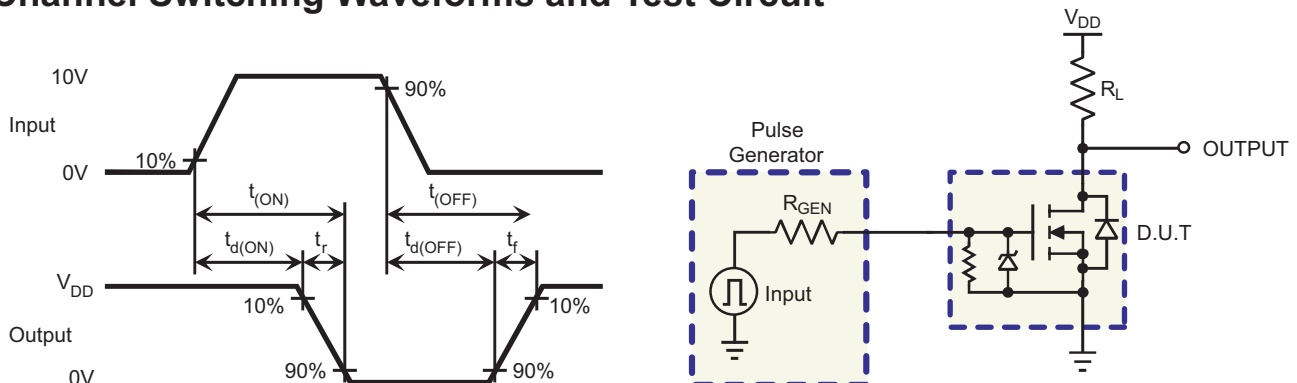 Channel Switching Waveforms and Test Circuit
10V
Input
0V
10%
90%
t(ON)
t(OFF)
td(ON)
tr
td(OFF)
tf
VDD
Output
0V
10%
90%
10%
90%
VDD
RL
OUTPUT
Pulse
Generator
RGEN
Input
D.U.T